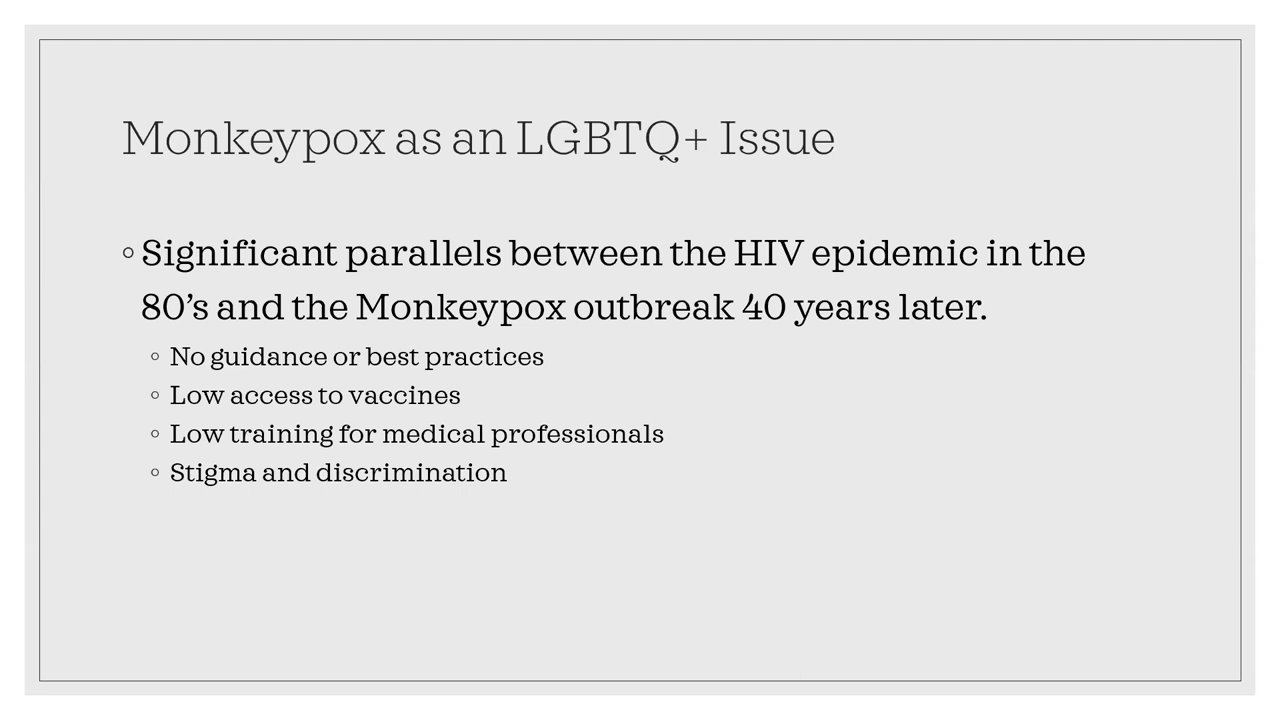 Monkeypox as an LGBTQ+ Issue
◦ Significant parallels between the HIV epidemic in the
80’s and the Monkeypox outbreak 40 years later.
◦ No guidance or best practices
◦ Low access to vaccines
◦ Low training for medical professionals
◦ Stigma and discrimination